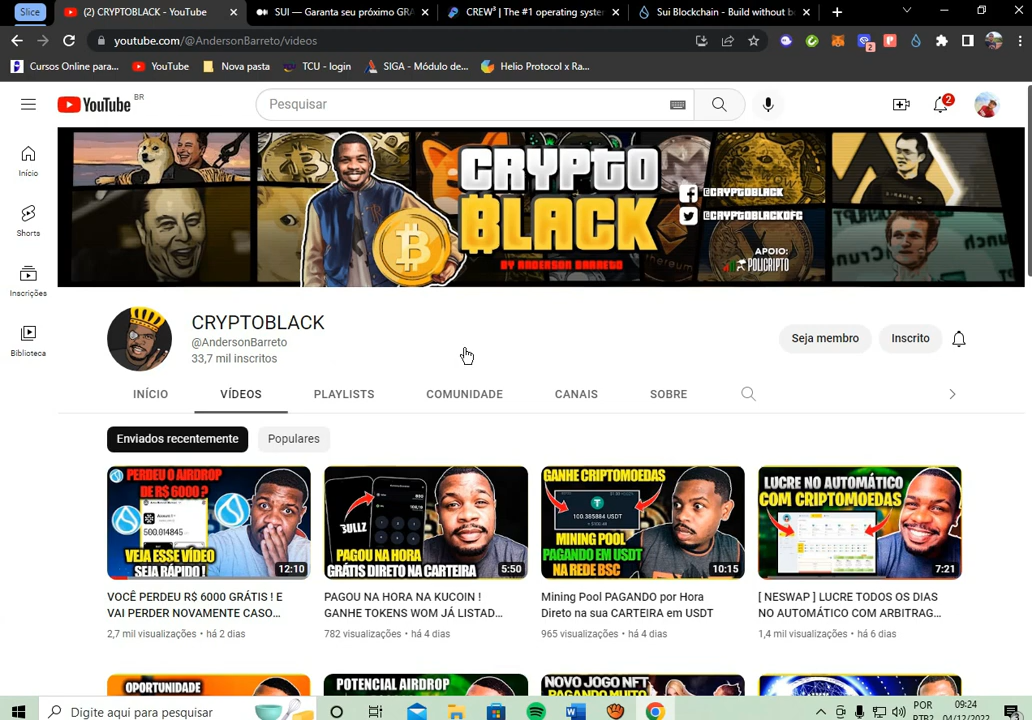 Slice
(2) CRYPTOBLACK - YouTube
SUI — Garanta seu próximo GRA
CREW³ | The #1 operating syste
Sui Blockchain - Build without b
youtube.com/@AndersonBarreto/videos
2
Cursos Online para...
YouTube
Nova pasta
TCU - login
SIGA - Módulo de...
Helio Protocol x Ra...
YouTube BR
Pesquisar
2
Início
Shorts
Inscrições
Biblioteca
CRYPTO
BLACK
BY ANDERSON BARRETO
@CRYPTOBLACK
@CRYPTOBLACKOFC
APOIO:
POLICRIPTO
CRYPTOBLACK
@AndersonBarreto
33,7 mil inscritos
Seja membro
Inscrito
INÍCIO
VÍDEOS
PLAYLISTS
COMUNIDADE
CANAIS
SOBRE
Enviados recentemente
Populares
PERDEU O AIRDROP
DE R$ 6000 ?
500.014845
VEJA ESSE VÍDEO
SEJA RÁPIDO !
12:10
BULLZ
PAGOU NA HORA
GRÁTIS DIRETO NA CARTEIRA
5:50
GANHE CRIPTOMOEDAS
100.385984 USDT
MINING POOL
PAGANDO EM USDT
NA REDE BSC
10:15
LUCRE NO AUTOMÁTICO
COM CRIPTOMOEDAS
7:21
VOCÊ PERDEU R$ 6000 GRÁTIS ! E
VAI PERDER NOVAMENTE CASO...
2,7 mil visualizações • há 2 dias
PAGOU NA HORA NA KUCOIN !
GANHE TOKENS WOM JÁ LISTAD...
782 visualizações • há 4 dias
Mining Pool PAGANDO por Hora
Direto na sua CARTEIRA em USDT
965 visualizações • há 4 dias
[ NESWAP ] LUCRE TODOS OS DIAS
NO AUTOMÁTICO COM ARBITRAG...
1,4 mil visualizações • há 6 dias
OPORTUNIDADE
POTENCIAL AIRDROP
NOVO JOGO NFT
PAGANDO MUITO
Digite aqui para pesquisar
POR
PTB2
09:24
04/12/2022